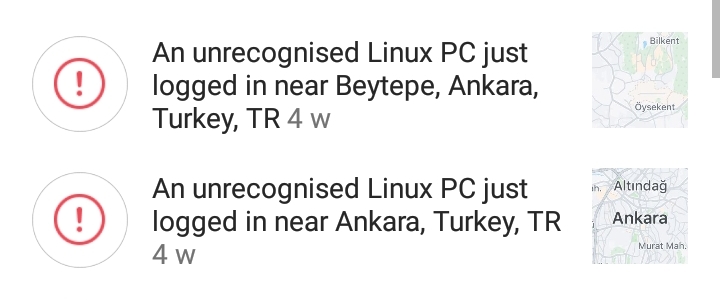 An unrecognised Linux PC just
logged in near Beytepe, Ankara,
Turkey, TR 4 w
Bilkent
Öysekent
An unrecognised Linux PC just
logged in near Ankara, Turkey, TR
4 w
ah.
Altındağ
Ankara
Murat Mah.